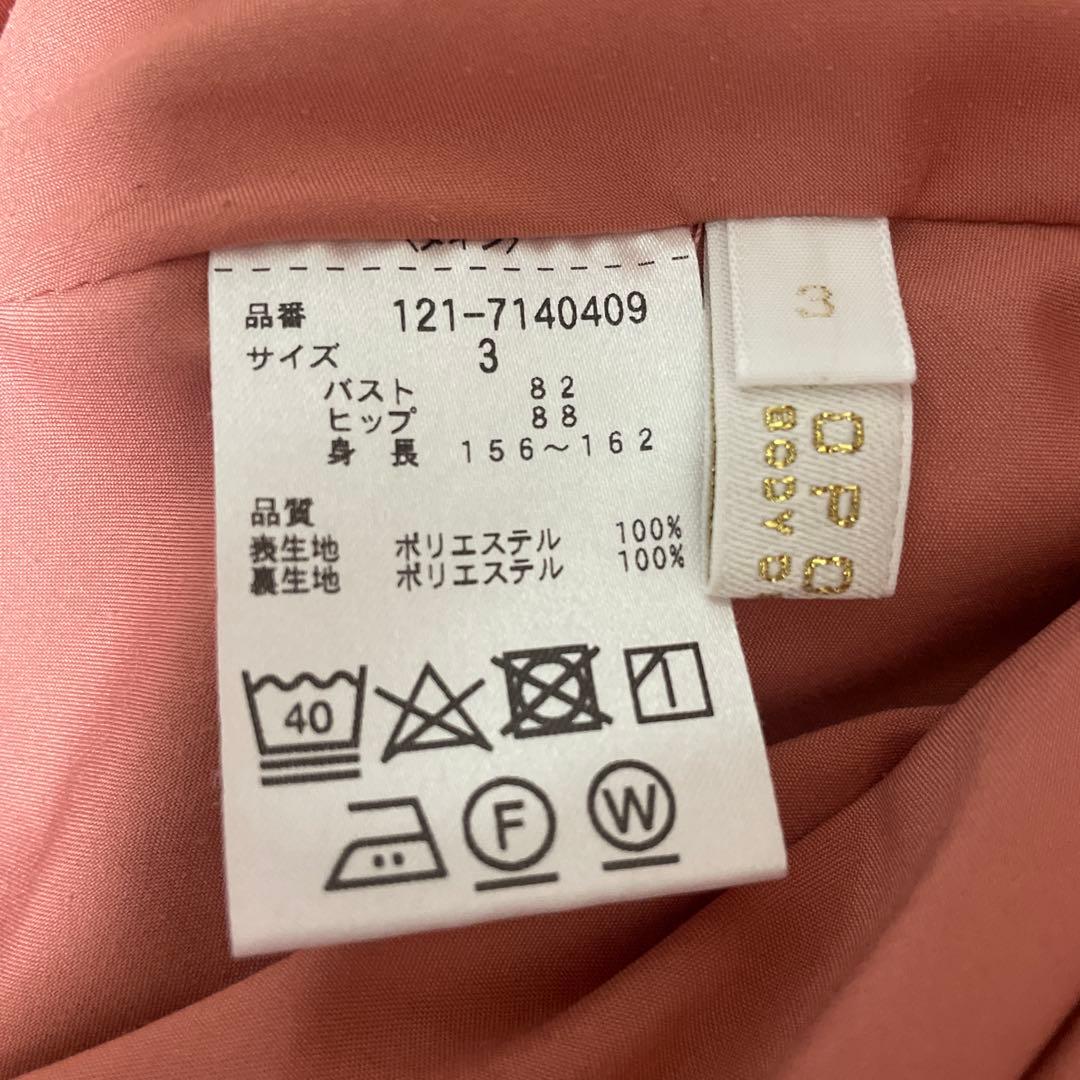 品番 121-7140409
サイズ 3
バスト 82
ヒップ 88
身長 156〜162
品質
表生地 ポリエステル 100%
裏生地 ポリエステル 100%
40
F
W
3
OPO
BODY